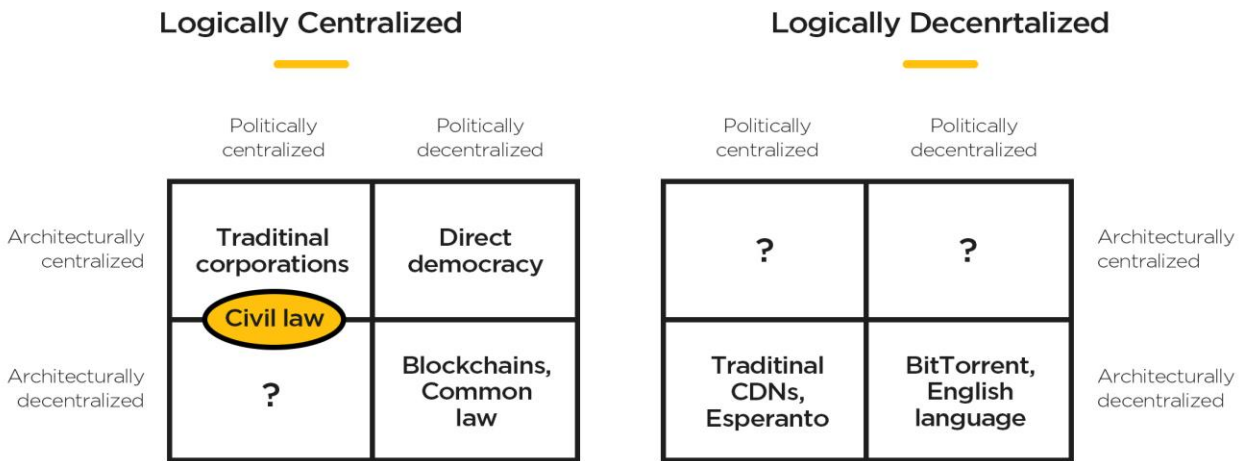 Logically Centralized
Logically Decenrtalized
Politically
centralized
Politically
decentralized
Politically
centralized
Politically
decentralized
Architecturally
centralized
Traditinal
corporations
Direct
democracy
?
?
Architecturally
centralized
Civil law
Architecturally
decentralized
?
Blockchains,
Common
law
Traditinal
CDNs,
Esperanto
BitTorrent,
English
language
Architecturally
decentralized